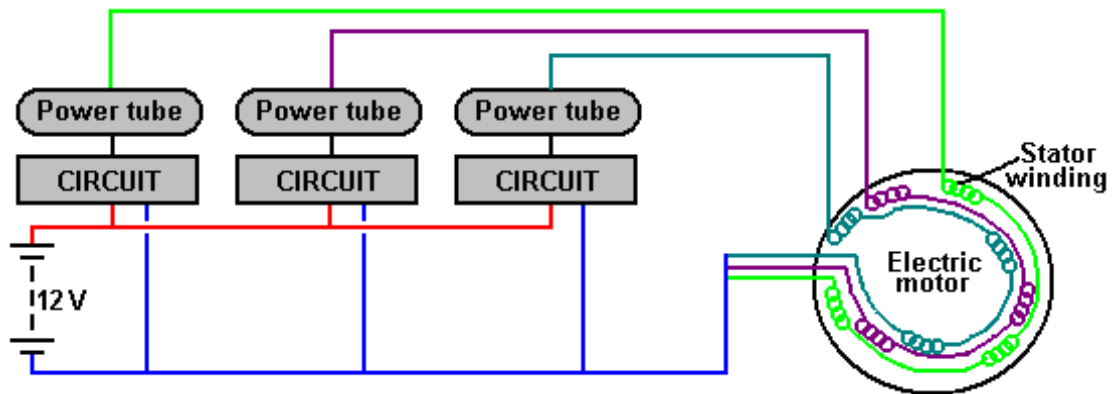 Power tube
Power tube
Power tube
CIRCUIT
CIRCUIT
CIRCUIT
Stator
winding
Electric
motor
12 V